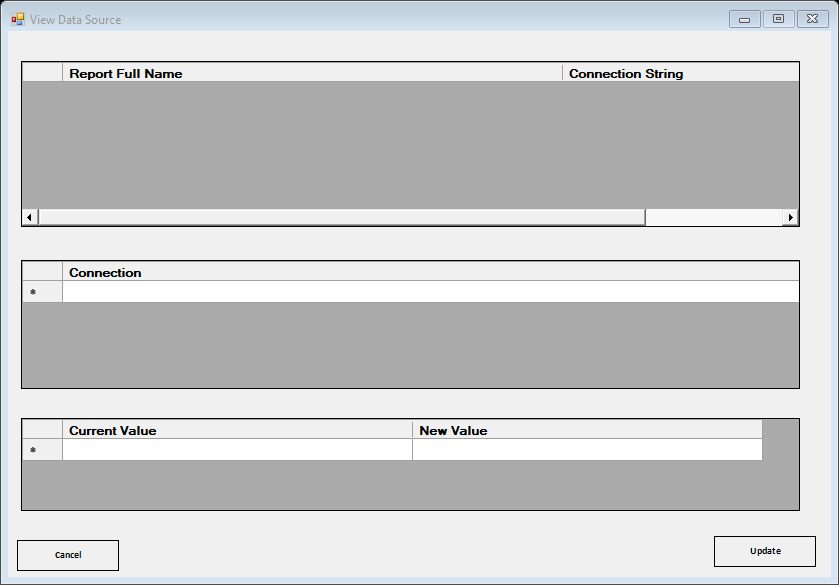 View Data Source
Report Full Name Connection String
Connection
*
Current Value New Value
*
Cancel Update